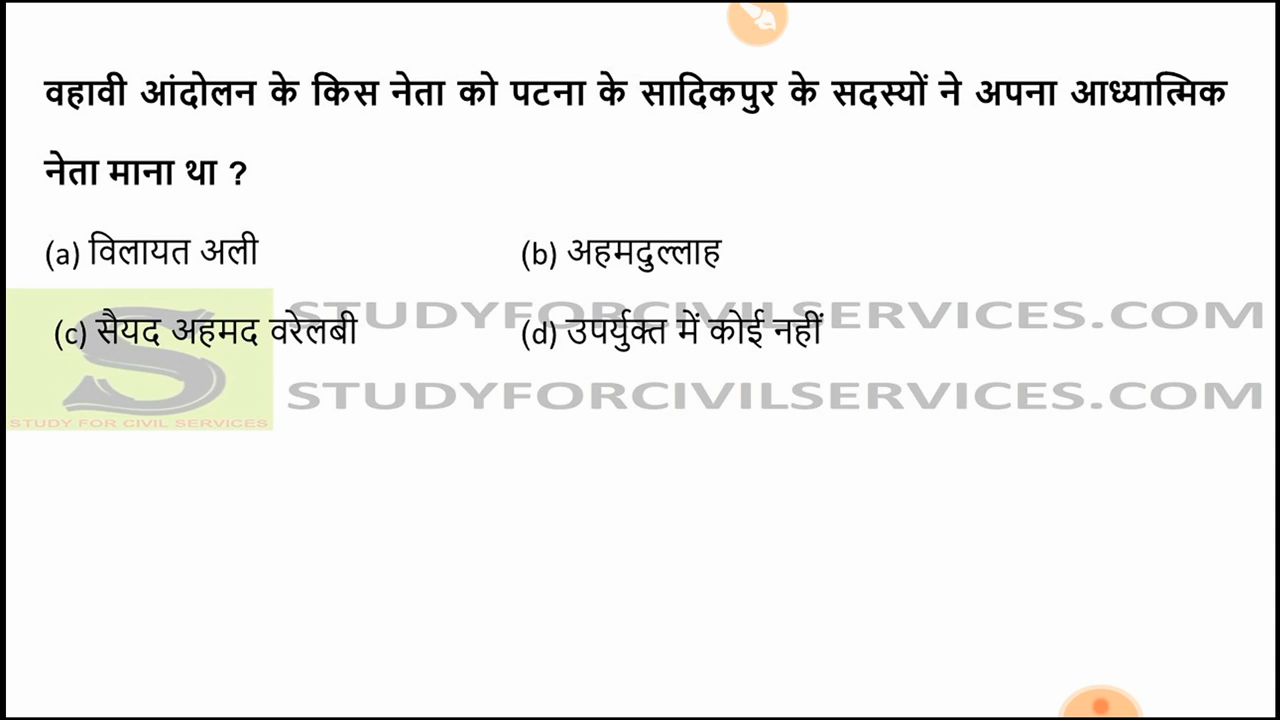 वहावी आंदोलन के किस नेता को पटना के सादिकपुर के सदस्यों ने अपना आध्यात्मिक
नेता माना था ?
(a) विलायत अली (b) अहमदुल्लाह
STUDYFORCIVILSERVICES.COM
(c) सैयद अहमद वरेलबी (d) उपर्युक्त में कोई नहीं
STUDYFORCIVILSERVICES.COM
STUDY FOR CIVIL SERVICES